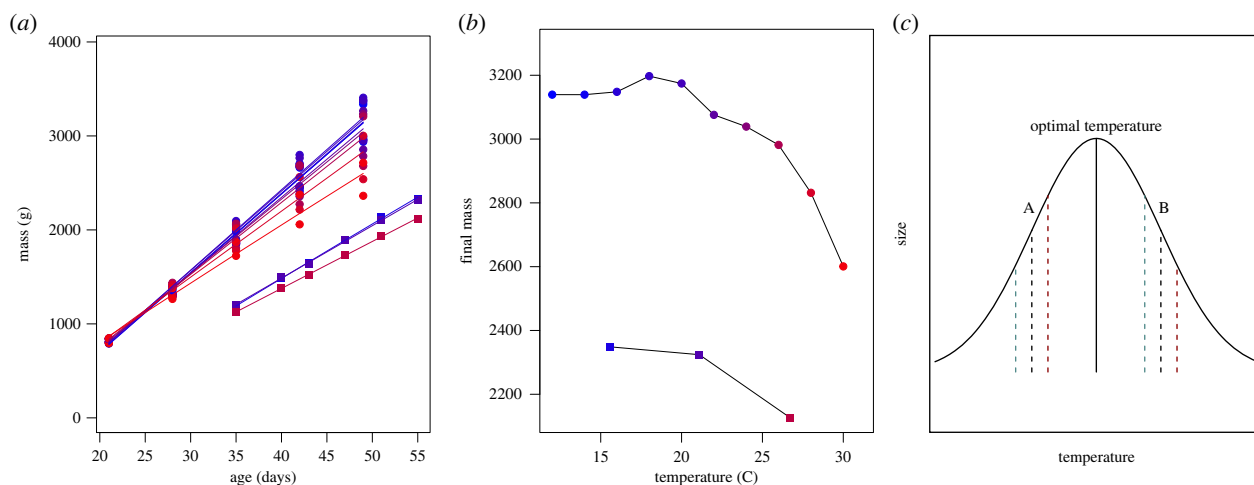 (a)
4000
3000
2000
1000
0
mass (g)
20 25 30 35 40 45 50 55
age (days)
(b)
3200
3000
2800
2600
2400
2200
final mass
15 20 25 30
temperature (C)
(c)
optimal temperature
A B
size
temperature